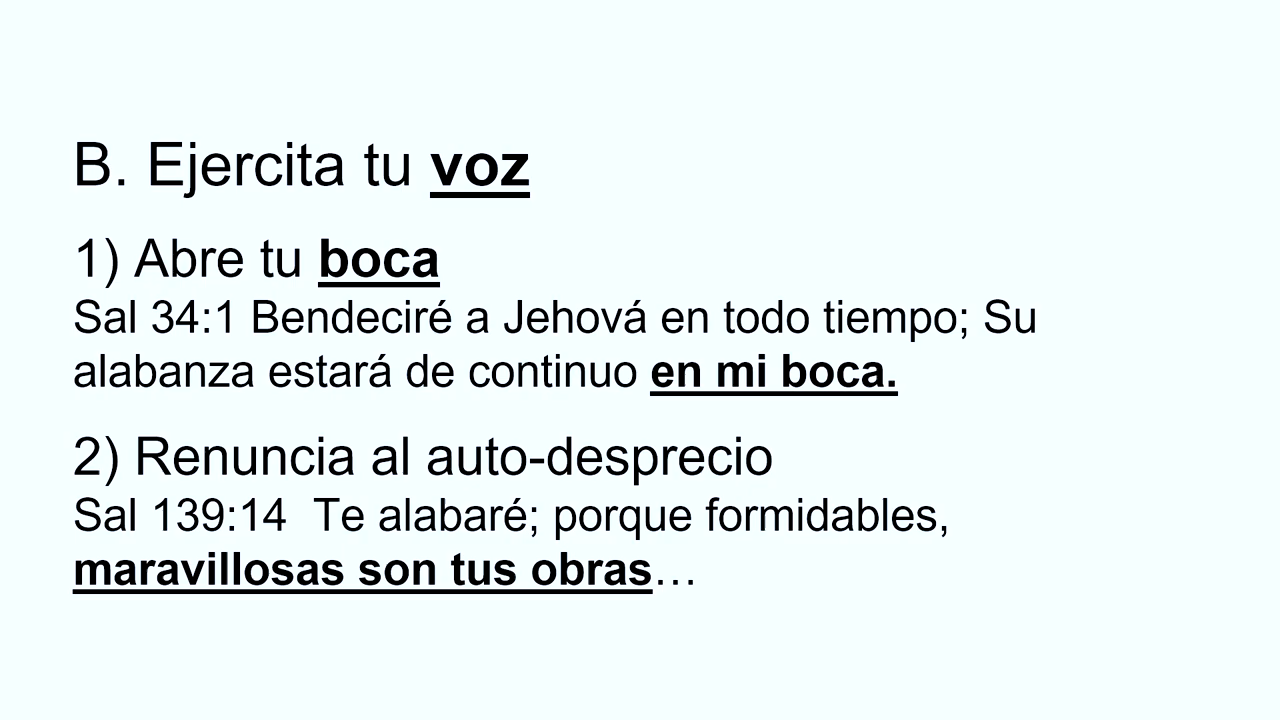 B. Ejercita tu voz
1) Abre tu boca
Sal 34:1 Bendeciré a Jehová en todo tiempo; Su
alabanza estará de continuo en mi boca.
2) Renuncia al auto-desprecio
Sal 139:14  Te alabaré; porque formidables,
maravillosas son tus obras…